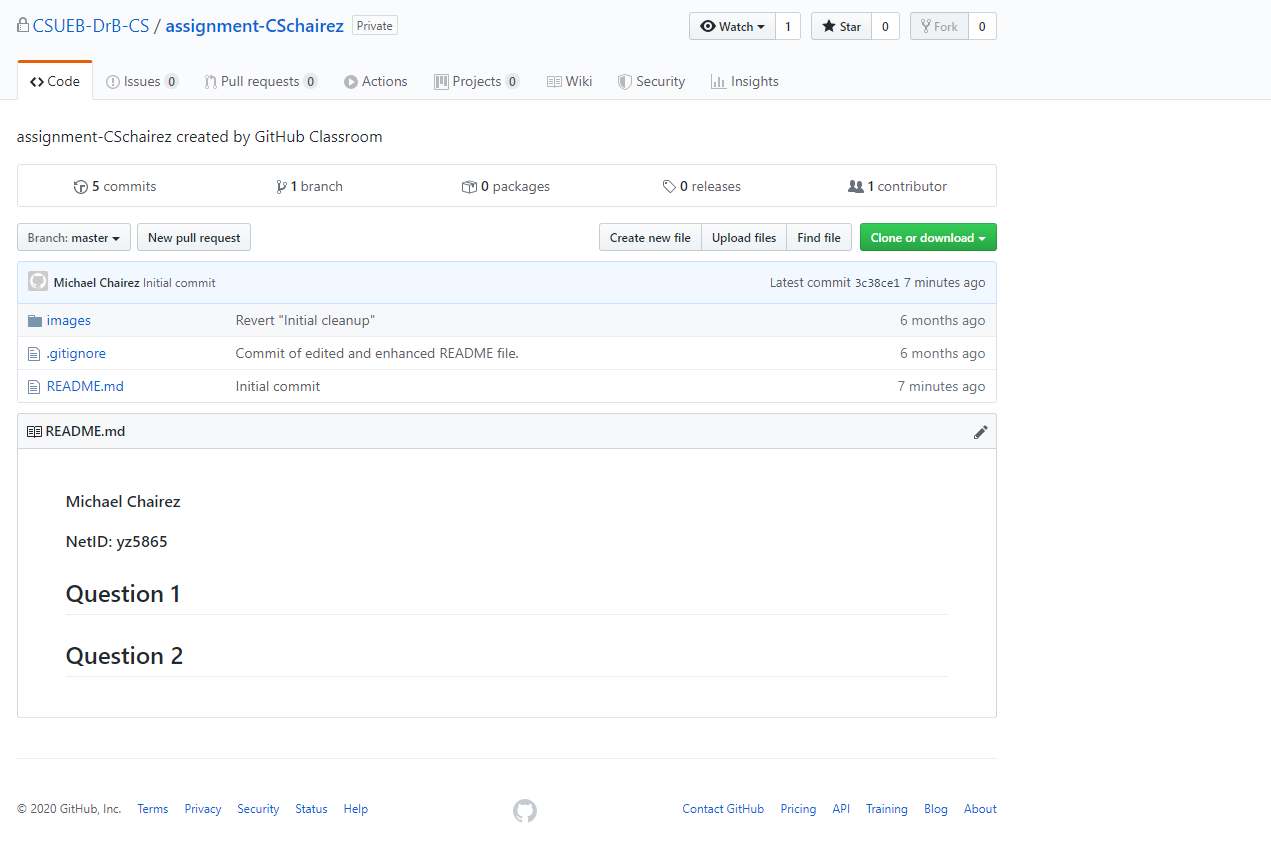 CSUEB-DrB-CS / assignment-CSchairez Private Watch 1 Star 0 Fork 0
Code Issues 0 Pull requests 0 Actions Projects 0 Wiki Security Insights
assignment-CSchairez created by GitHub Classroom
5 commits 1 branch 0 packages 0 releases 1 contributor
Branch: master New pull request Create new file Upload files Find file Clone or download
Michael Chairez Initial commit Latest commit 3c38ce1 7 minutes ago
images Revert "Initial cleanup" 6 months ago
.gitignore Commit of edited and enhanced README file. 6 months ago
README.md Initial commit 7 minutes ago
README.md
Michael Chairez
NetID: yz5865
Question 1
Question 2
© 2020 GitHub, Inc. Terms Privacy Security Status Help Contact GitHub Pricing API Training Blog About